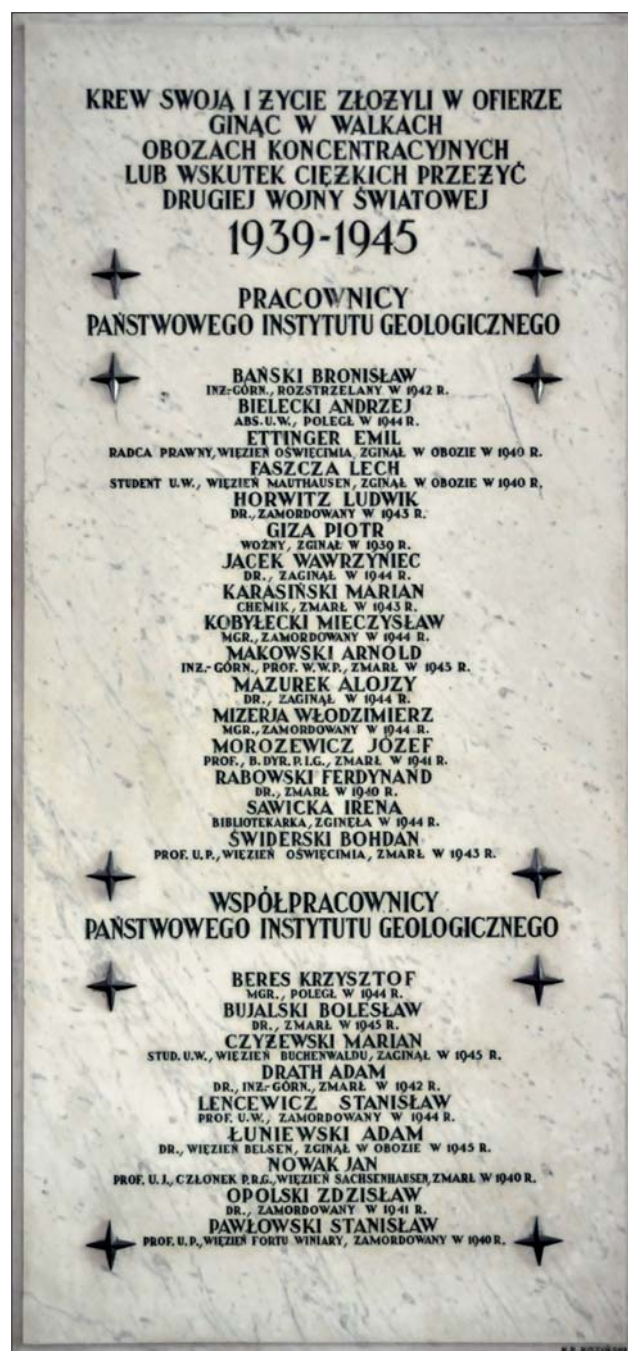 KREW SWOJĄ I ŻYCIE ZŁOŻYLI W OFIERZE
GINĄC W WALKACH
OBOZACH KONCENTRACYJNYCH
LUB WSKUTEK CIĘŻKICH PRZEŻYĆ
DRUGIEJ WOJNY ŚWIATOWEJ
1939-1945
PRACOWNICY
PAŃSTWOWEGO INSTYTUTU GEOLOGICZNEGO
BAŃSKI BRONISŁAW
INŻ.-GÓRN., ROZSTRZELANY W 1942 R.
BIELECKI ANDRZEJ
ABS. U.W., POLEGŁ W 1944 R.
ETTINGER EMIL
RADCA PRAWNY, WIĘZIEŃ OŚWIĘCIMIA, ZGINĄŁ W OBOZIE W 1940 R.
FASZCZA LECH
STUDENT U.W., WIĘZIEŃ MAUTHAUSEN, ZGINĄŁ W OBOZIE W 1940 R.
HORWITZ LUDWIK
DR., ZAMORDOWANY W 1943 R.
GIZA PIOTR
WOŹNY, ZGINĄŁ W 1939 R.
JACEK WAWRZYNIEC
DR., ZAGINĄŁ W 1944 R.
KARASIŃSKI MARIAN
CHEMIK, ZMARŁ W 1943 R.
KOBYŁECKI MIECZYSŁAW
MGR., ZAMORDOWANY W 1944 R.
MAKOWSKI ARNOLD
INŻ.-GÓRN., PROF. W.W.P., ZMARŁ W 1943 R.
MAZUREK ALOJZY
DR., ZAGINĄŁ W 1944 R.
MIZERJA WŁODZIMIERZ
MGR., ZAMORDOWANY W 1944 R.
MOROZEWICZ JÓZEF
PROF., B. DYR. P.I.G., ZMARŁ W 1941 R.
RABOWSKI FERDYNAND
DR., ZMARŁ W 1940 R.
SAWICKA IRENA
BIBLIOTEKARKA, ZGINĘŁA W 1944 R.
ŚWIDERSKI BOHDAN
PROF. U.P., WIĘZIEŃ OŚWIĘCIMIA, ZMARŁ W 1943 R.
WSPÓŁPRACOWNICY
PAŃSTWOWEGO INSTYTUTU GEOLOGICZNEGO
BERES KRZYSZTOF
MGR., POLEGŁ W 1944 R.
BUJALSKI BOLESŁAW
DR., ZMARŁ W 1945 R.
CZYŻEWSKI MARIAN
STUD. U.W., WIĘZIEŃ BUCHENWALDU, ZAGINĄŁ W 1945 R.
DRATH ADAM
DR., INŻ.-GÓRN., ZMARŁ W 1942 R.
LENCEWICZ STANISŁAW
PROF. U.W., ZAMORDOWANY W 1944 R.
ŁUNIEWSKI ADAM
DR., WIĘZIEŃ BELSEN, ZGINĄŁ W OBOZIE W 1945 R.
NOWAK JAN
PROF. U.J., CZŁONEK P.R.G., WIĘZIEŃ SACHSENHAUSEN, ZMARŁ W 1940 R.
OPOLSKI ZDZISŁAW
DR., ZAMORDOWANY W 1941 R.
PAWŁOWSKI STANISŁAW
PROF. U.P., WIĘZIEŃ FORTU WINIARY, ZAMORDOWANY W 1940 R.